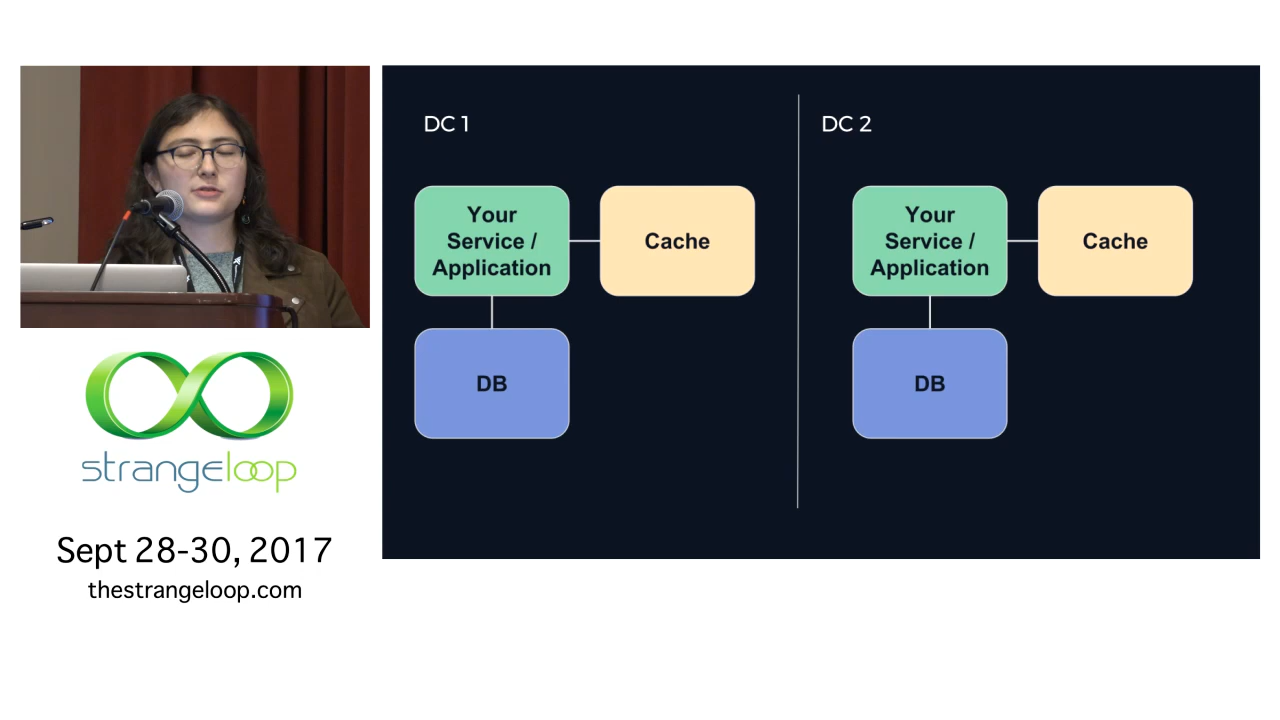 DC 1
DC 2
Your
Service /
Application
Cache
DB
Your
Service /
Application
Cache
DB
strangeloop
Sept 28-30, 2017
thestrangeloop.com